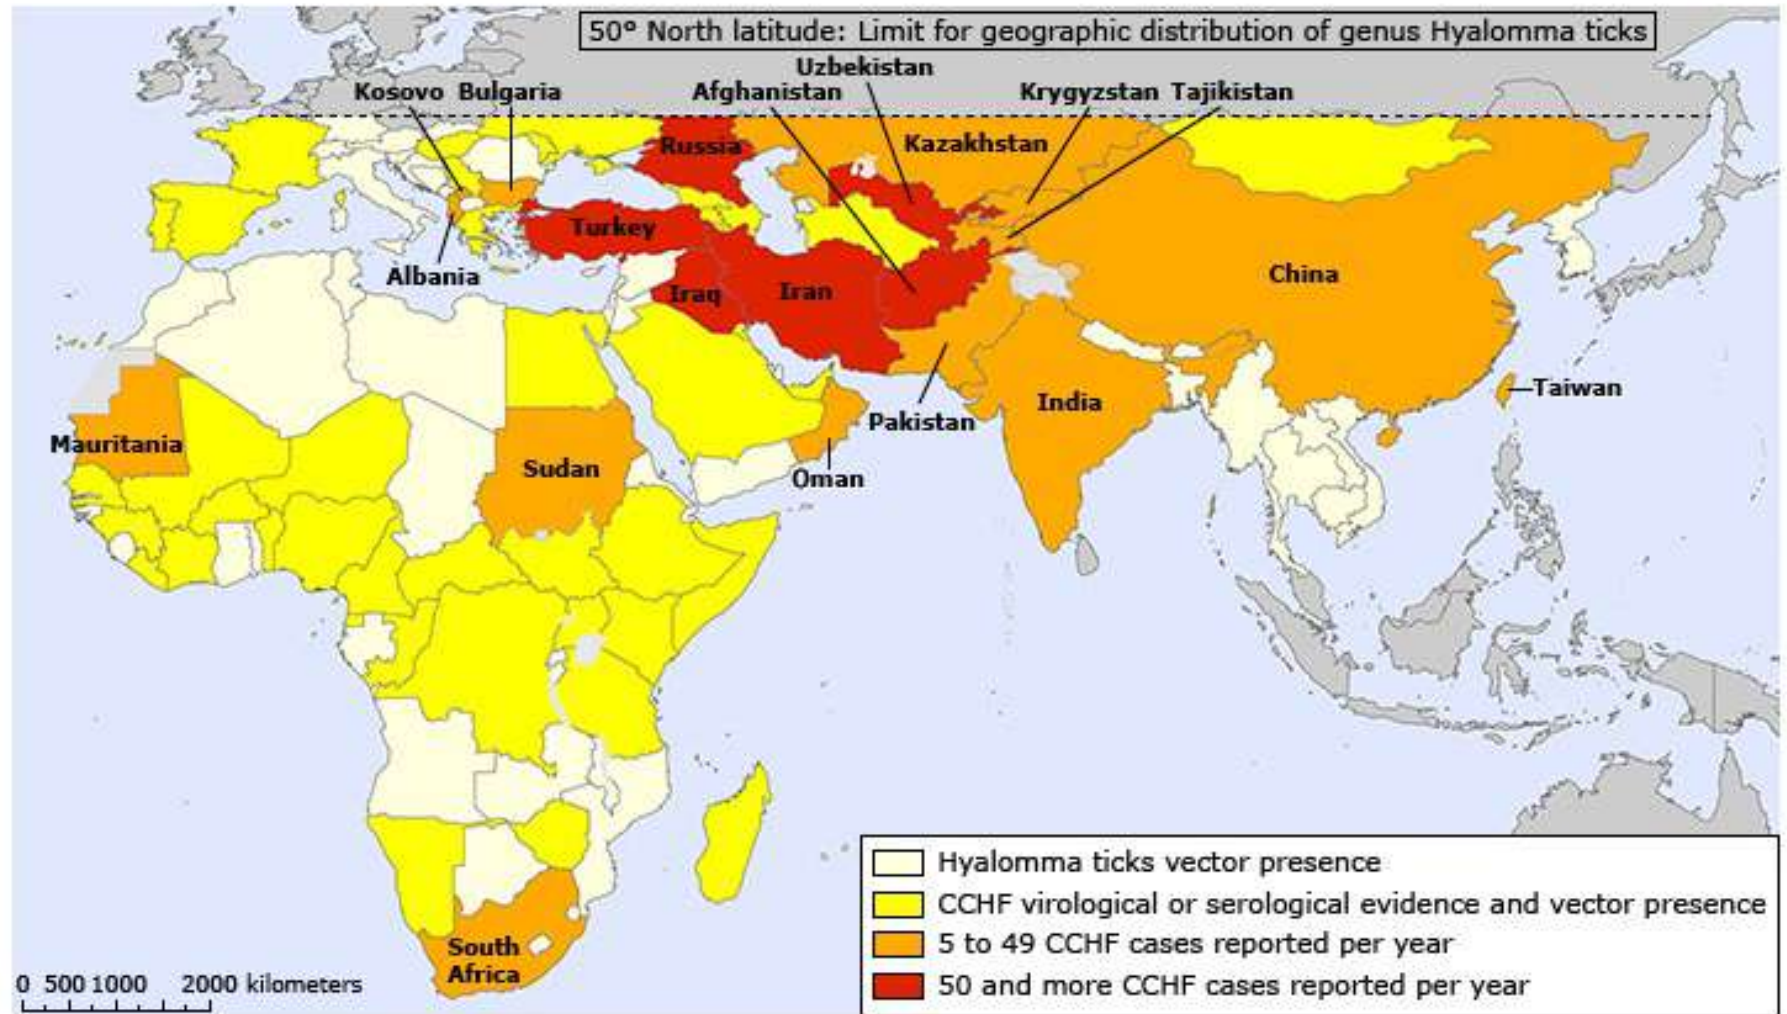 50° North latitude: Limit for geographic distribution of genus Hyalomma ticks
Uzbekistan
Kosovo
Bulgaria
Afghanistan
Krygyzstan
Tajikistan
Russia
Kazakhstan
Turkey
Albania
Iraq
Iran
China
Taiwan
India
Pakistan
Oman
Mauritania
Sudan
South
Africa
Hyalomma ticks vector presence
CCHF virological or serological evidence and vector presence
5 to 49 CCHF cases reported per year
50 and more CCHF cases reported per year
0 500 1000 2000 kilometers